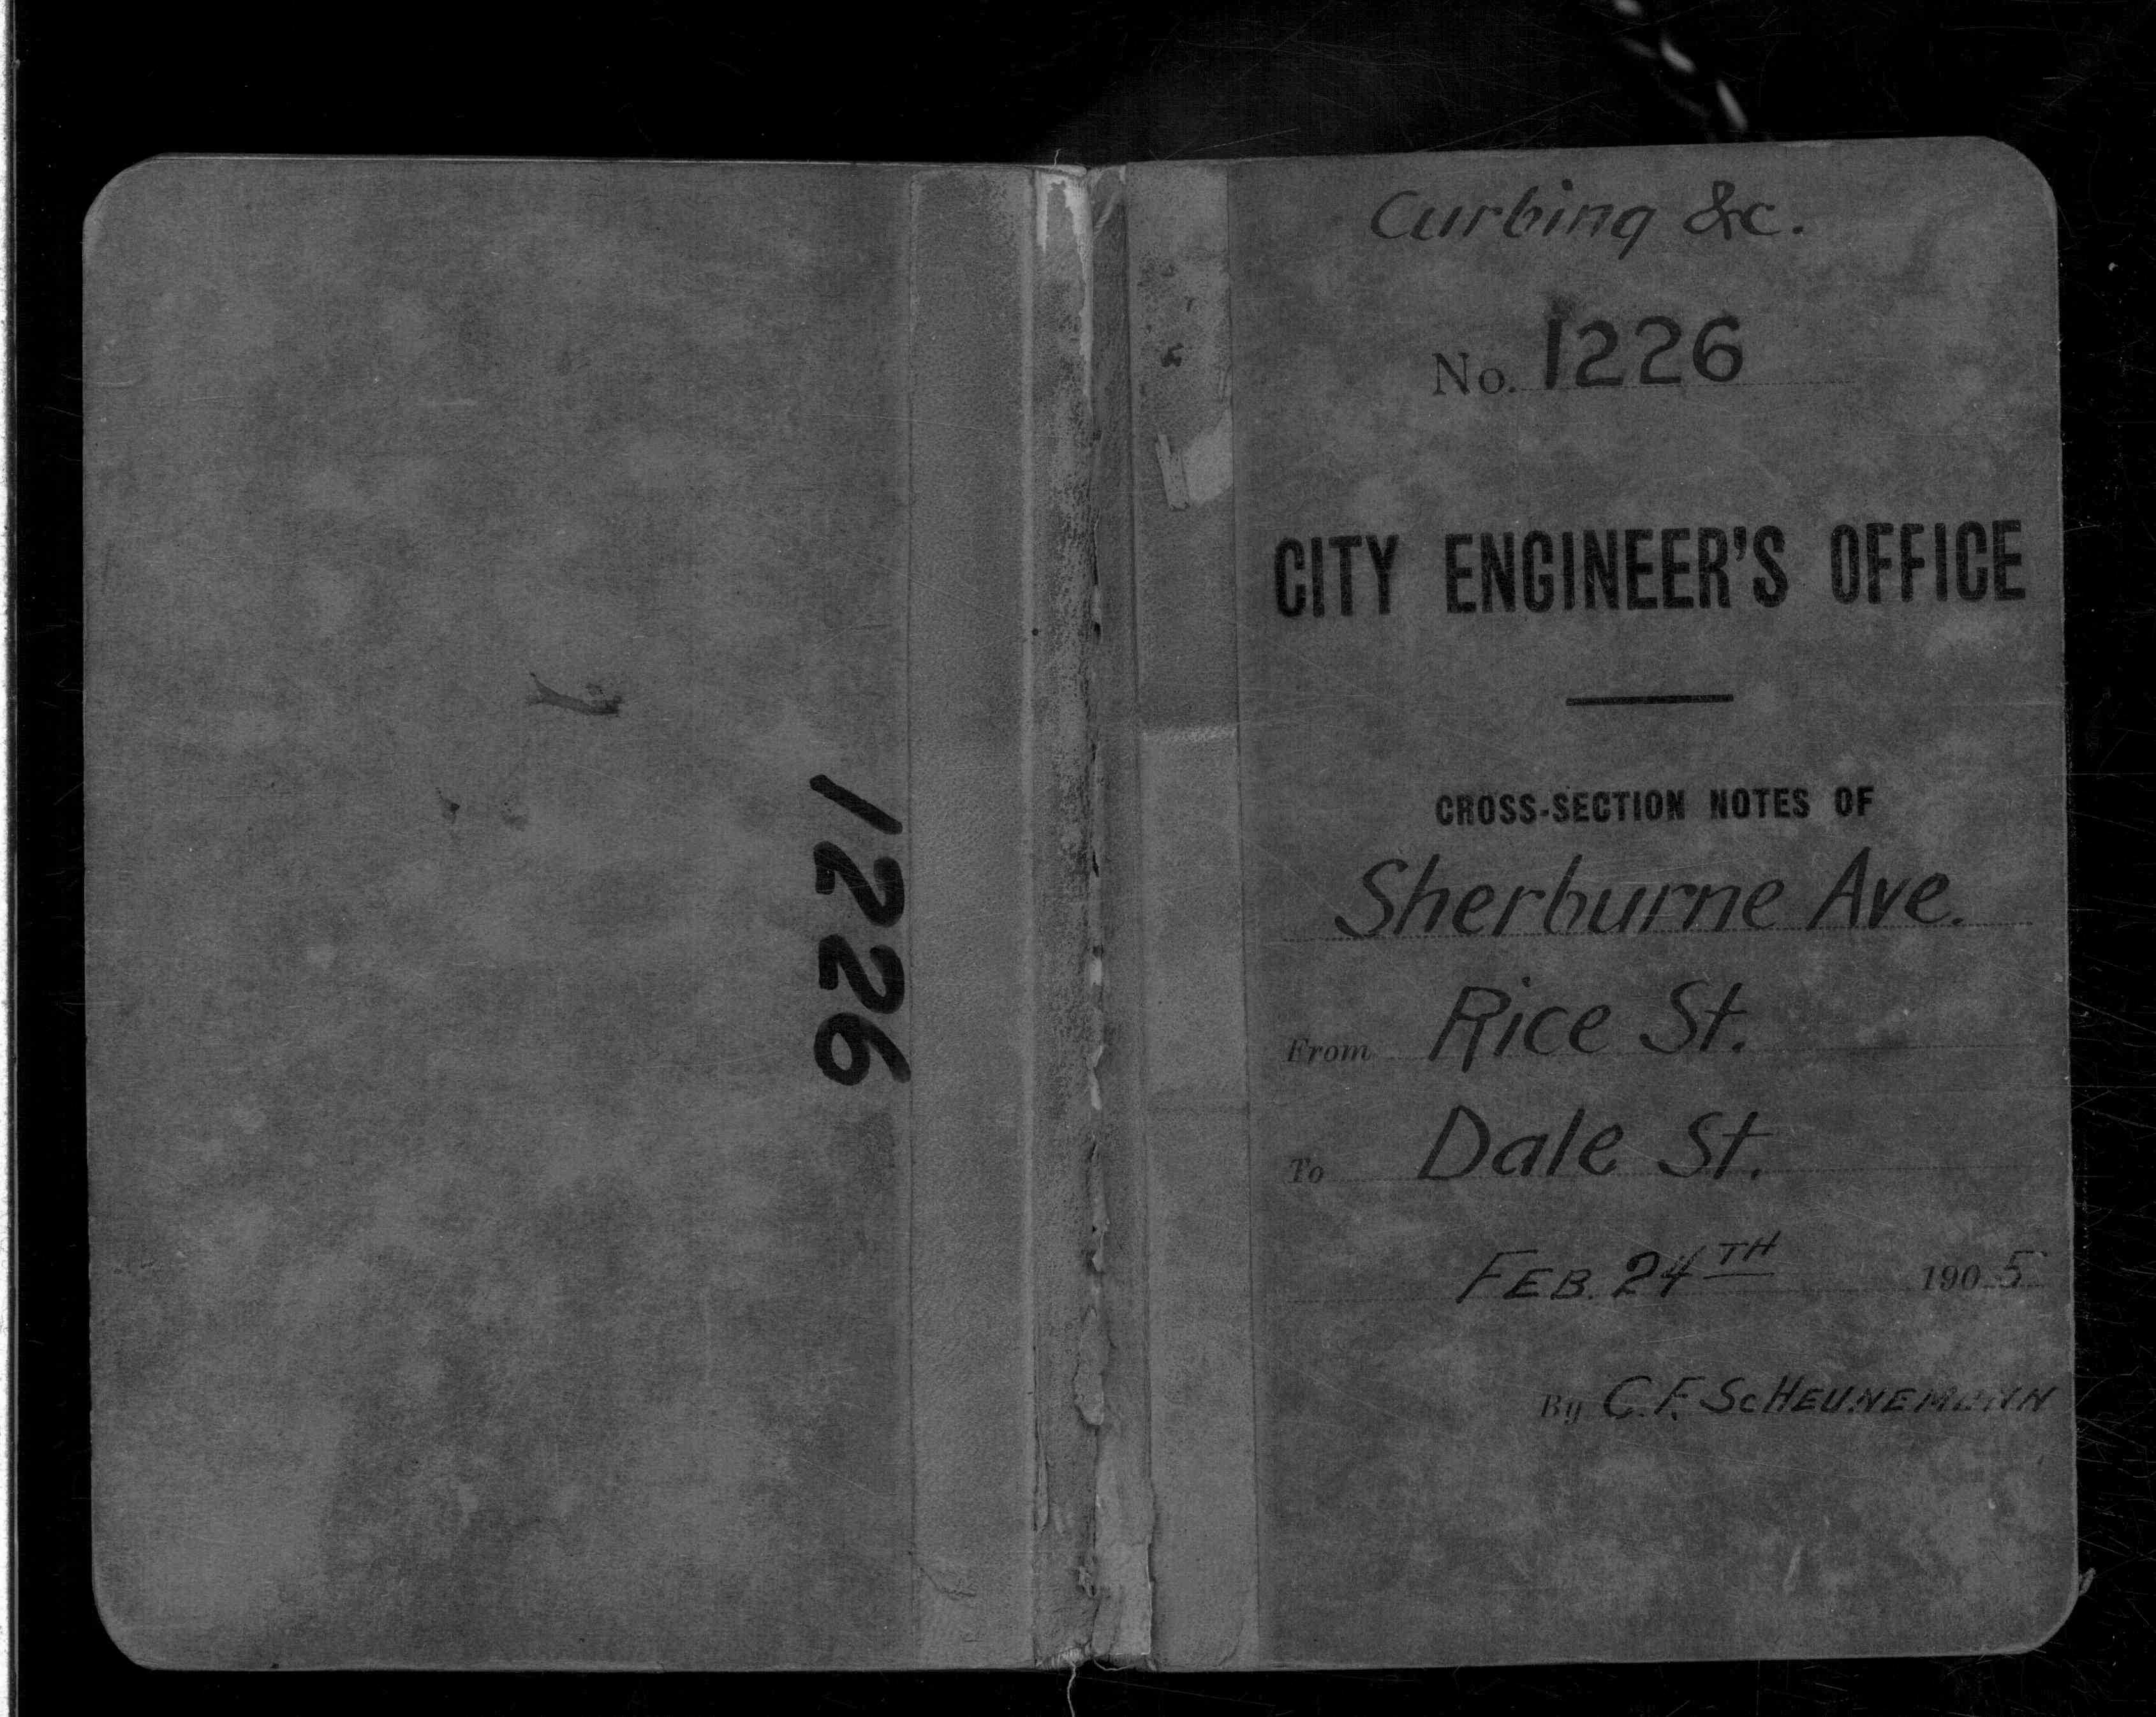 Curbing &c.
No. 1226
CITY ENGINEER'S OFFICE
CROSS-SECTION NOTES OF
Sherburne Ave.
From Rice St.
To Dale St.
FEB. 24TH 1905
By C.F. SCHEUNEMANN
1226